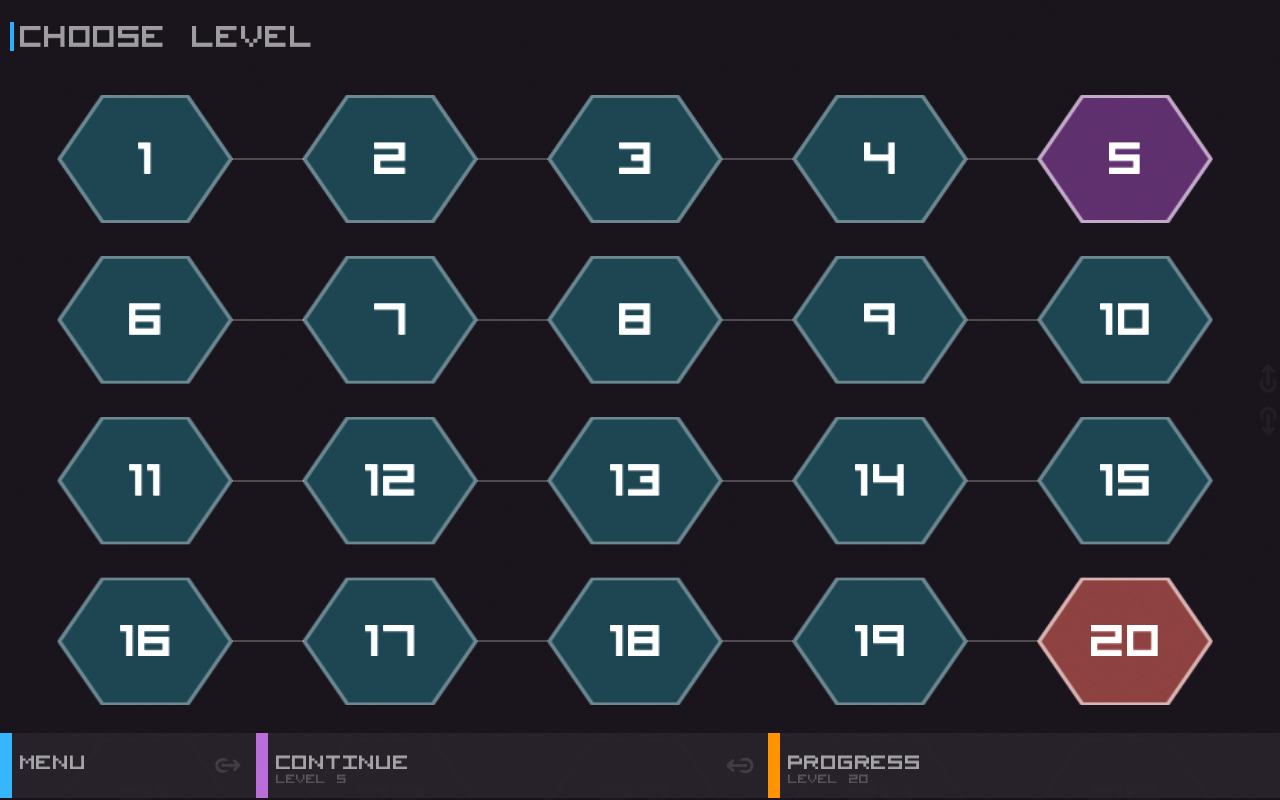 CHOOSE LEVEL
1 2 3 4 5
6 7 8 9 10
11 12 13 14 15
16 17 18 19 20
MENU CONTINUE PROGRESS
LEVEL 5 LEVEL 20